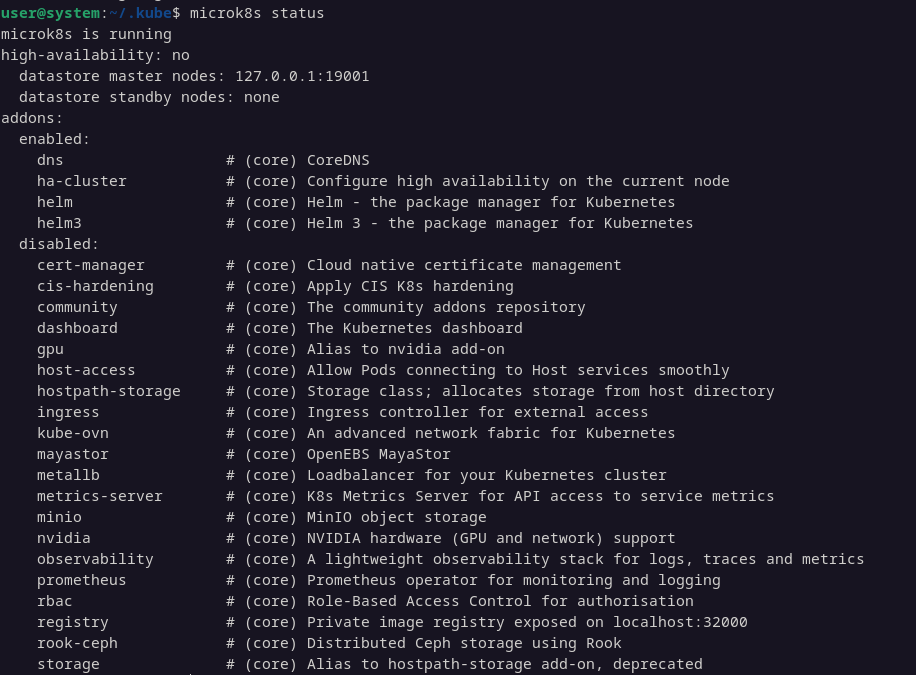 user@system:~/.kube$ microk8s status
microk8s is running
high-availability: no
  datastore master nodes: 127.0.0.1:19001
  datastore standby nodes: none
addons:
  enabled:
    dns                  # (core) CoreDNS
    ha-cluster           # (core) Configure high availability on the current node
    helm                 # (core) Helm - the package manager for Kubernetes
    helm3                # (core) Helm 3 - the package manager for Kubernetes
  disabled:
    cert-manager         # (core) Cloud native certificate management
    cis-hardening        # (core) Apply CIS K8s hardening
    community            # (core) The community addons repository
    dashboard            # (core) The Kubernetes dashboard
    gpu                  # (core) Alias to nvidia add-on
    host-access          # (core) Allow Pods connecting to Host services smoothly
    hostpath-storage     # (core) Storage class; allocates storage from host directory
    ingress              # (core) Ingress controller for external access
    kube-ovn             # (core) An advanced network fabric for Kubernetes
    mayastor             # (core) OpenEBS MayaStor
    metallb              # (core) Loadbalancer for your Kubernetes cluster
    metrics-server       # (core) K8s Metrics Server for API access to service metrics
    minio                # (core) MinIO object storage
    nvidia               # (core) NVIDIA hardware (GPU and network) support
    observability        # (core) A lightweight observability stack for logs, traces and metrics
    prometheus           # (core) Prometheus operator for monitoring and logging
    rbac                 # (core) Role-Based Access Control for authorisation
    registry             # (core) Private image registry exposed on localhost:32000
    rook-ceph            # (core) Distributed Ceph storage using Rook
    storage              # (core) Alias to hostpath-storage add-on, deprecated